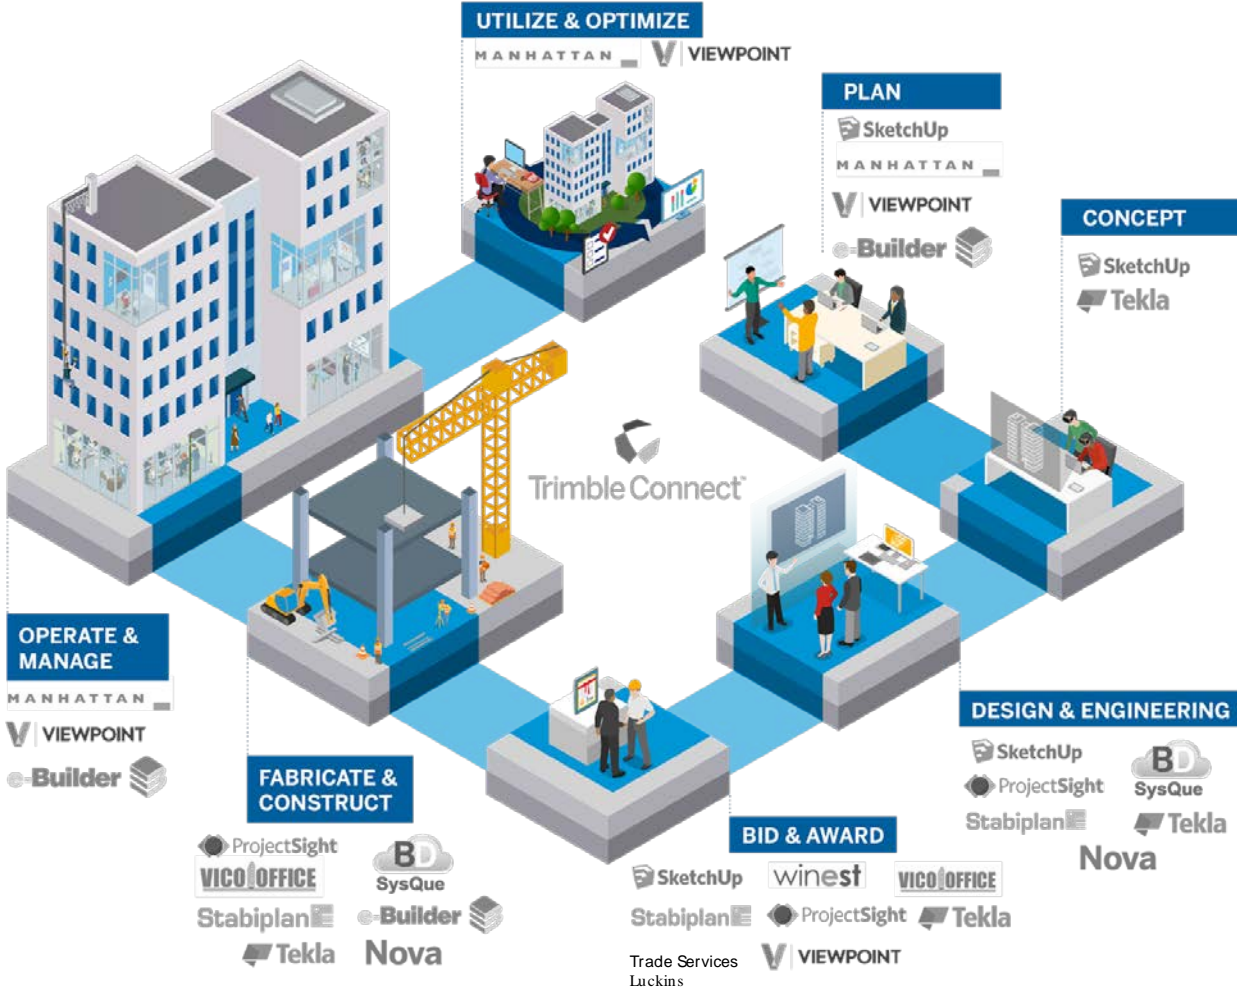 UTILIZE & OPTIMIZE
MANHATTAN
VIEWPOINT
PLAN
SketchUp
MANHATTAN
VIEWPOINT
e-Builder
CONCEPT
SketchUp
Tekla
Trimble Connect™
OPERATE &
MANAGE
MANHATTAN
VIEWPOINT
e-Builder
FABRICATE &
CONSTRUCT
ProjectSight
VICO OFFICE
BD
SysQue
Stabiplan
e-Builder
Tekla
Nova
BID & AWARD
SketchUp
winest
VICO OFFICE
Stabiplan
ProjectSight
Tekla
Trade Services
Luckins
VIEWPOINT
DESIGN & ENGINEERING
SketchUp
BD
SysQue
ProjectSight
Stabiplan
Tekla
Nova